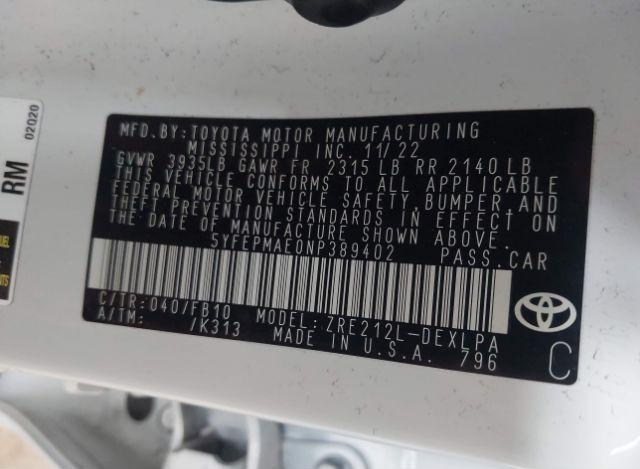 MFD.BY:TOYOTA MOTOR MANUFACTURING
MISSISSIPPI INC. 11/22
GVWR 3935LB GAWR FR 2315 LB RR 2140 LB
THIS VEHICLE CONFORMS TO ALL APPLICABLE
FEDERAL MOTOR VEHICLE SAFETY, BUMPER AND
THEFT PREVENTION STANDARDS IN EFFECT ON
THE DATE OF MANUFACTURE SHOWN ABOVE.
5YFEPMAE0NP389402 PASS.CAR
C/TR:040/FB10 MODEL:ZRE212L-DEXLPA
A/TM: /K313 MADE IN U.S.A. 796
C
RM
02020